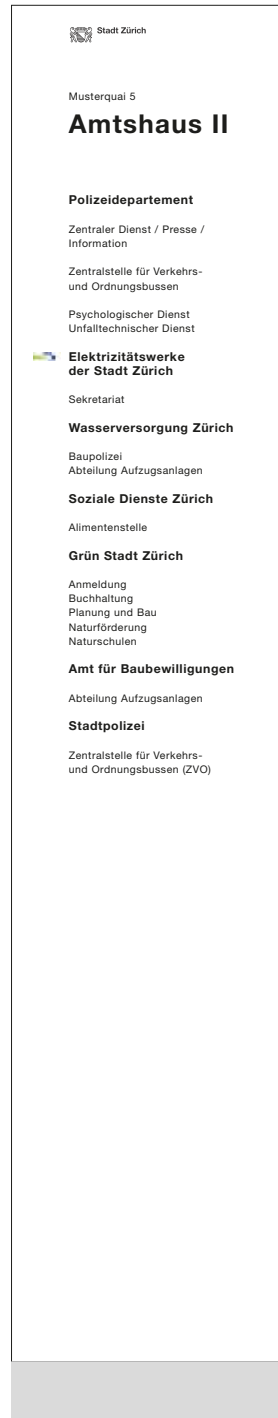 Stadt Zürich
Musterquai 5
Amtshaus II
Polizeidepartement
Zentraler Dienst / Presse /
Information
Zentralstelle für Verkehrs-
und Ordnungsbussen
Psychologischer Dienst
Unfalltechnischer Dienst
Elektrizitätswerke
der Stadt Zürich
Sekretariat
Wasserversorgung Zürich
Baupolizei
Abteilung Aufzugsanlagen
Soziale Dienste Zürich
Alimentenstelle
Grün Stadt Zürich
Anmeldung
Buchhaltung
Planung und Bau
Naturförderung
Naturschulen
Amt für Baubewilligungen
Abteilung Aufzugsanlagen
Stadtpolizei
Zentralstelle für Verkehrs-
und Ordnungsbussen (ZVO)